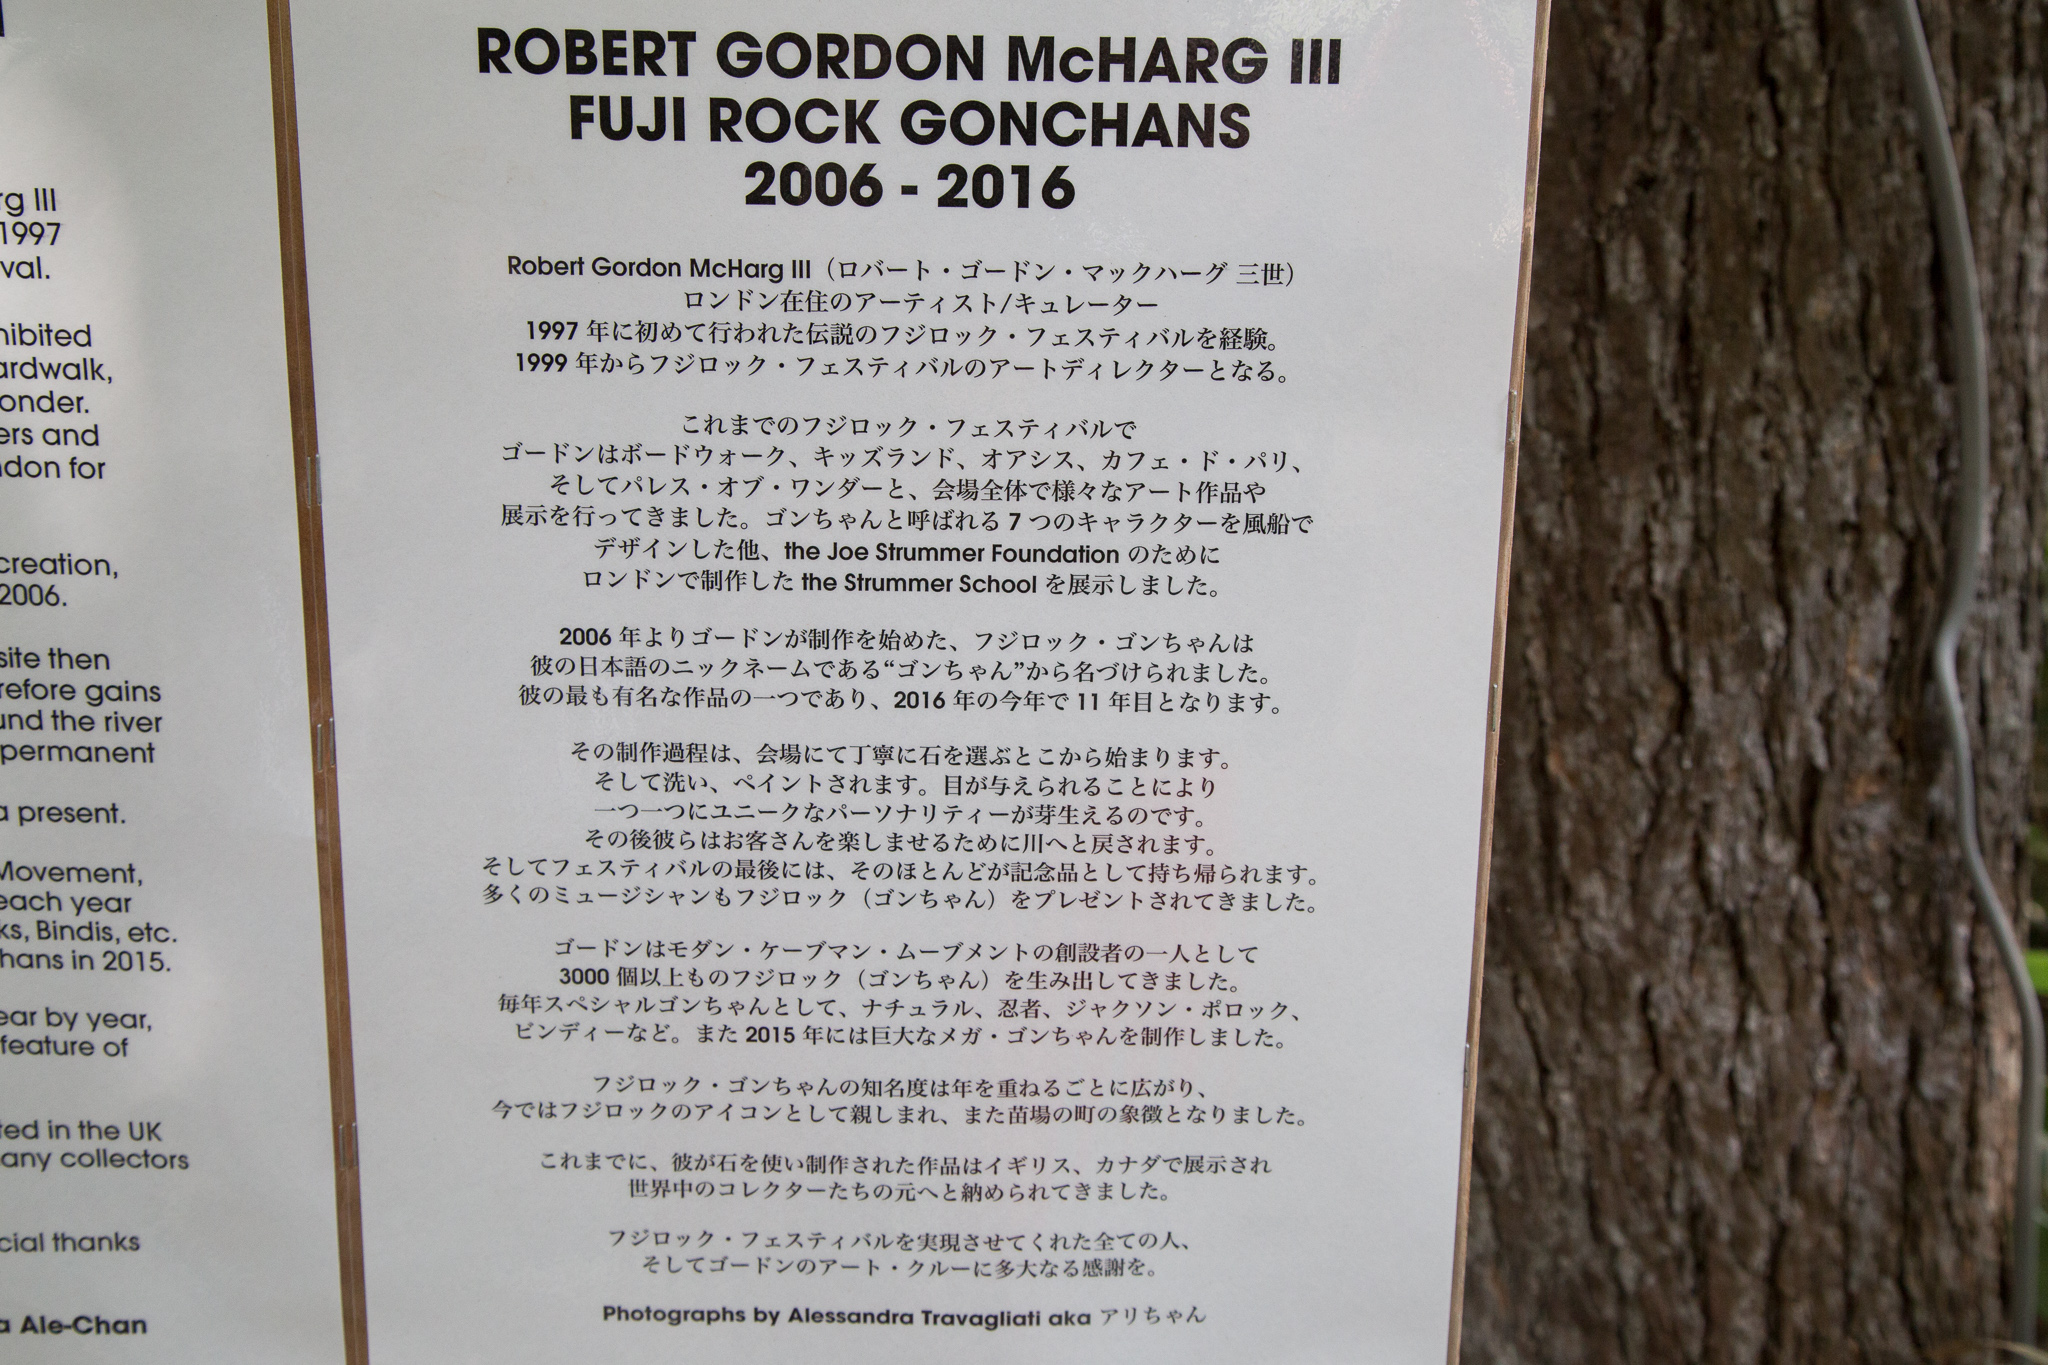 rg III
1997
val.
hibited
ardwalk,
onder.
ers and
ndon for
creation,
2006.
site then
refore gains
und the river
permanent
a present.
Movement,
each year
ks, Bindis, etc.
hans in 2015.
ear by year,
feature of
ted in the UK
any collectors
cial thanks
a Ale-Chan
ROBERT GORDON McHARG III
FUJI ROCK GONCHANS
2006 - 2016
Robert Gordon McHarg III（ロバート・ゴードン・マックハーグ 三世）
ロンドン在住のアーティスト/キュレーター
1997 年に初めて行われた伝説のフジロック・フェスティバルを経験。
1999 年からフジロック・フェスティバルのアートディレクターとなる。
これまでのフジロック・フェスティバルで
ゴードンはボードウォーク、キッズランド、オアシス、カフェ・ド・パリ、
そしてパレス・オブ・ワンダーと、会場全体で様々なアート作品や
展示を行ってきました。ゴンちゃんと呼ばれる 7 つのキャラクターを風船で
デザインした他、the Joe Strummer Foundation のために
ロンドンで制作した the Strummer School を展示しました。
2006 年よりゴードンが制作を始めた、フジロック・ゴンちゃんは
彼の日本語のニックネームである“ゴンちゃん”から名づけられました。
彼の最も有名な作品の一つであり、2016 年の今年で 11 年目となります。
その制作過程は、会場にて丁寧に石を選ぶとこから始まります。
そして洗い、ペイントされます。目が与えられることにより
一つ一つにユニークなパーソナリティーが芽生えるのです。
その後彼らはお客さんを楽しませるために川へと戻されます。
そしてフェスティバルの最後には、そのほとんどが記念品として持ち帰られます。
多くのミュージシャンもフジロック（ゴンちゃん）をプレゼントされてきました。
ゴードンはモダン・ケーブマン・ムーブメントの創設者の一人として
3000 個以上ものフジロック（ゴンちゃん）を生み出してきました。
毎年スペシャルゴンちゃんとして、ナチュラル、忍者、ジャクソン・ポロック、
ビンディーなど。また 2015 年には巨大なメガ・ゴンちゃんを制作しました。
フジロック・ゴンちゃんの知名度は年を重ねるごとに広がり、
今ではフジロックのアイコンとして親しまれ、また苗場の町の象徴となりました。
これまでに、彼が石を使い制作された作品はイギリス、カナダで展示され
世界中のコレクターたちの元へと納められてきました。
フジロック・フェスティバルを実現させてくれた全ての人、
そしてゴードンのアート・クルーに多大なる感謝を。
Photographs by Alessandra Travagliati aka アリちゃん